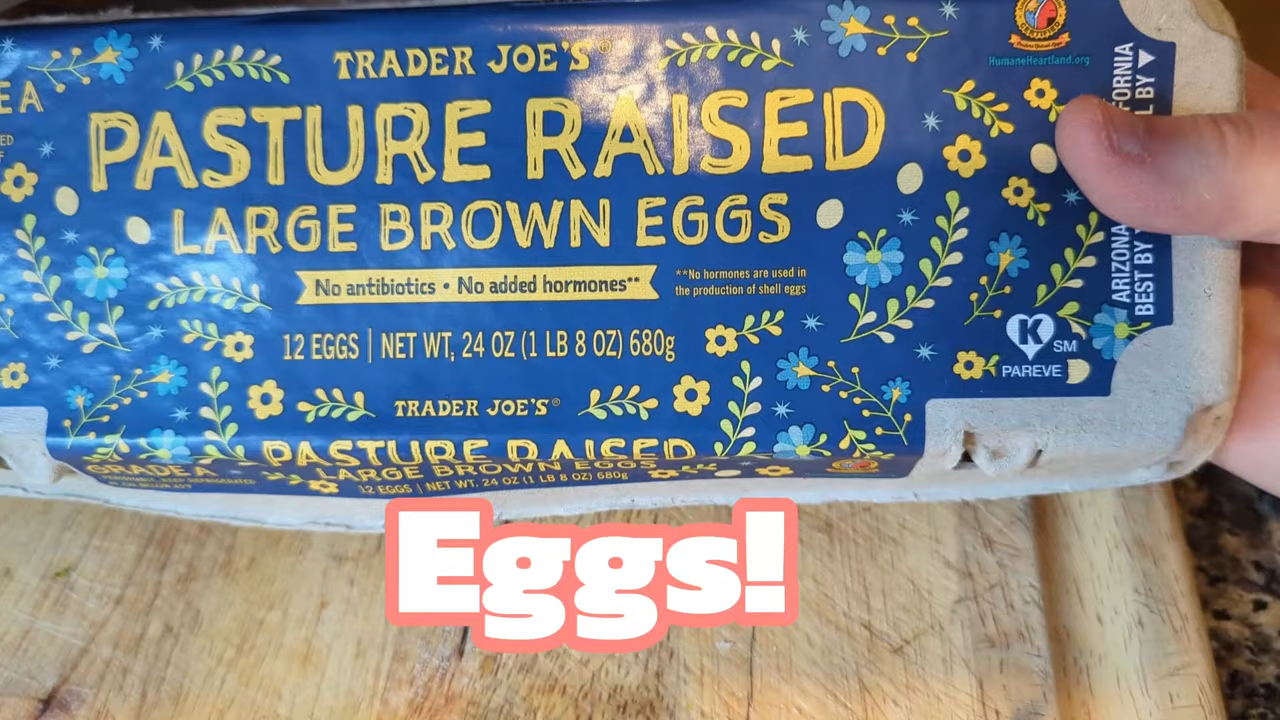 TRADER JOE'S®
PASTURE RAISED
LARGE BROWN EGGS
No antibiotics • No added hormones**
**No hormones are used in
the production of shell eggs
12 EGGS | NET WT. 24 OZ (1 LB 8 OZ) 680g
CERTIFIED
HumaneHeartland.org
ARIZONA
BEST BY
K SM
PAREVE
TRADER JOE'S®
PASTURE RAISED
LARGE BROWN EGGS
12 EGGS | NET WT. 24 OZ (1 LB 8 OZ) 680g
GRADE A
Eggs!